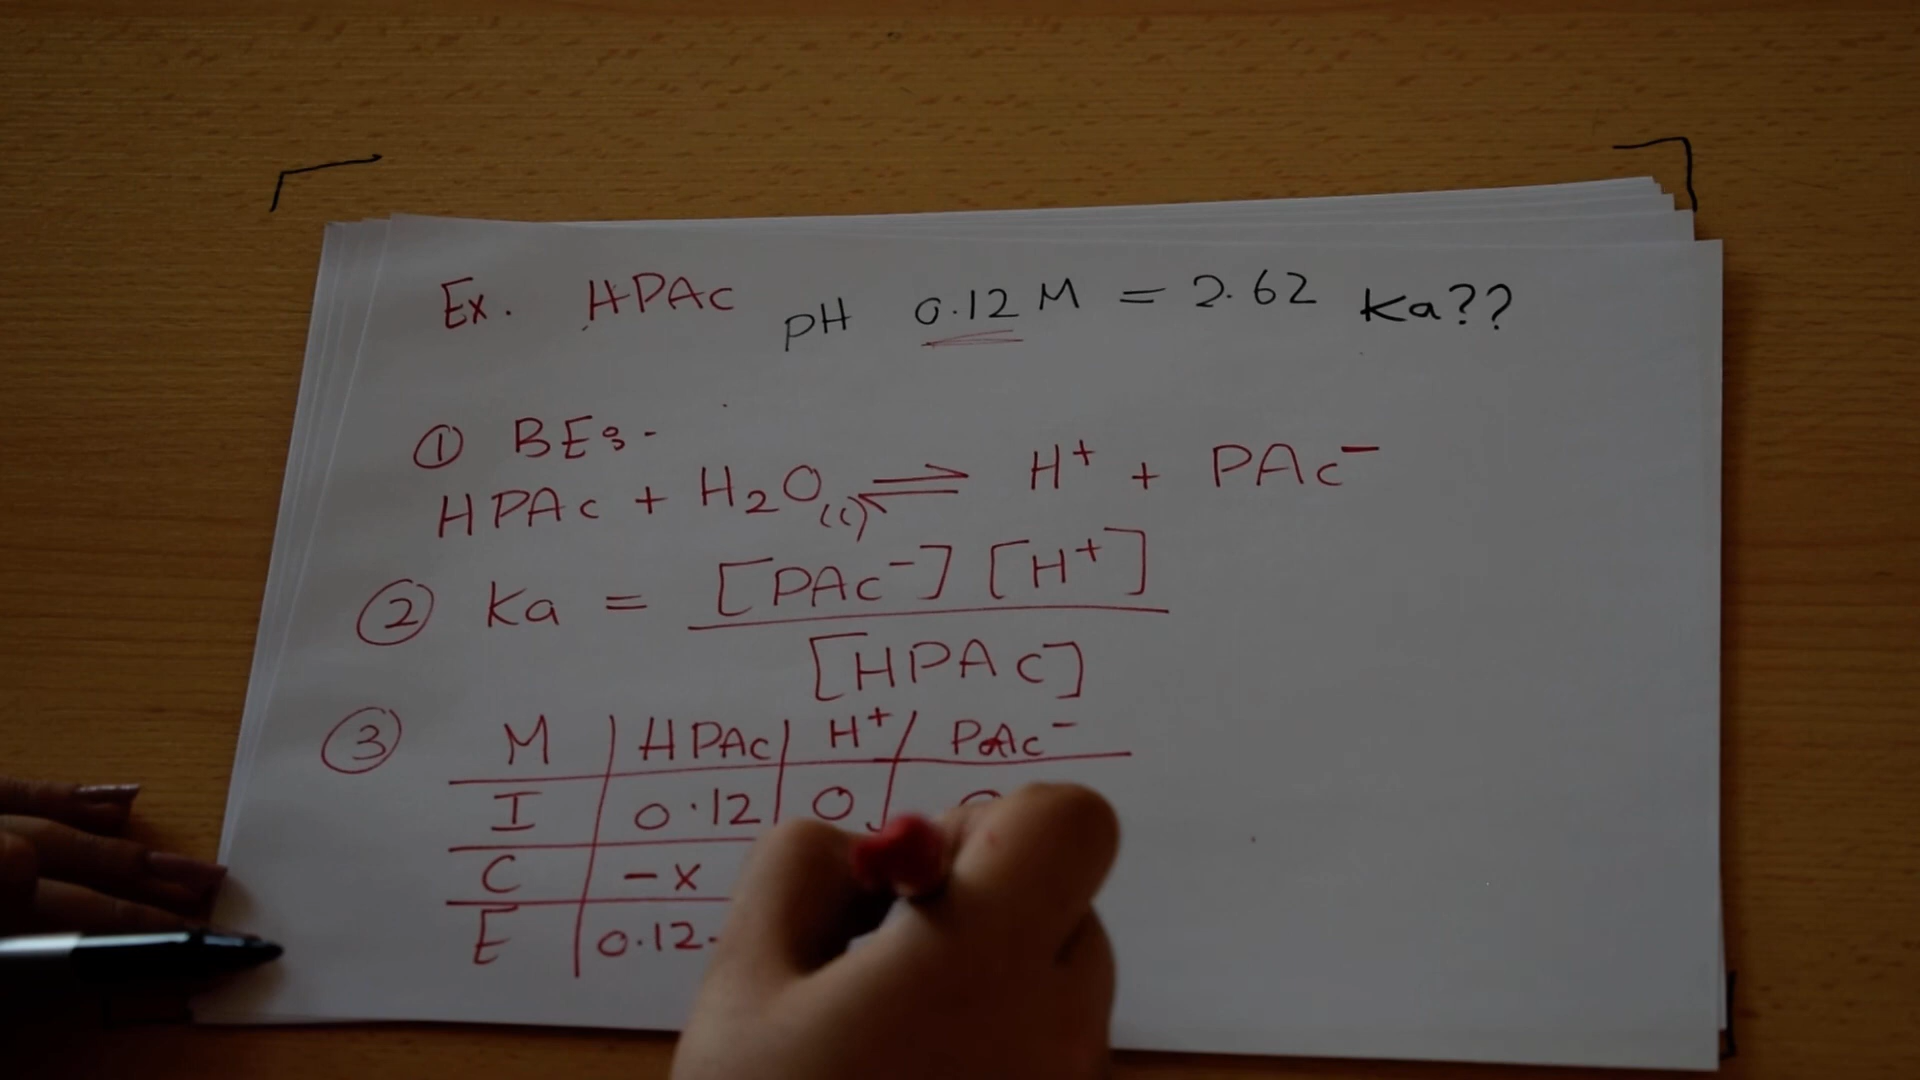 Ex. HPAc pH 0.12 M = 2.62 Ka??
① BEs-
HPAc + H2O(l) ⇌ H+ + PAc-
② Ka = [PAc-] [H+]
[HPAc]
③ M HPAc H+ PAc-
I 0.12 0
C -x
E 0.12